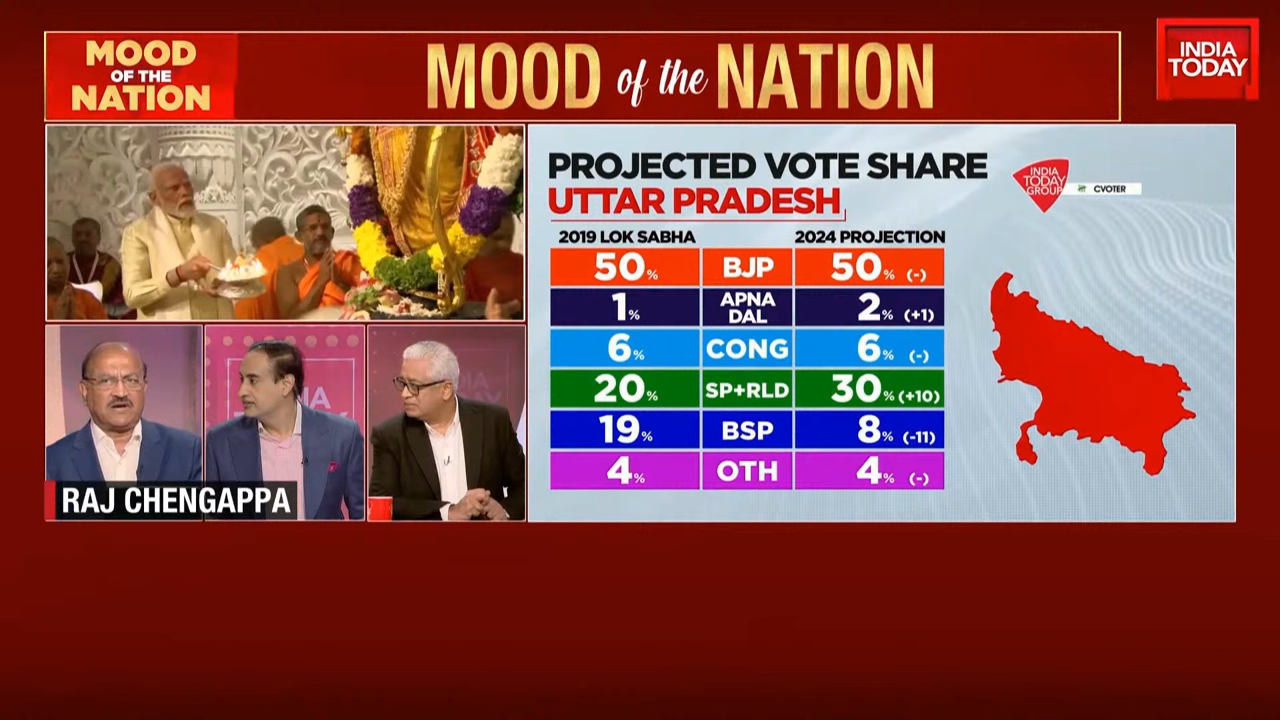 MOOD
OF THE
NATION
MOOD of the NATION
INDIA
TODAY
PROJECTED VOTE SHARE
UTTAR PRADESH
INDIA
TODAY
GROUP
CVOTER
2019 LOK SABHA 2024 PROJECTION
50% BJP 50% (-)
1% APNA DAL 2% (+1)
6% CONG 6% (-)
20% SP+RLD 30% (+10)
19% BSP 8% (-11)
4% OTH 4% (-)
RAJ CHENGAPPA